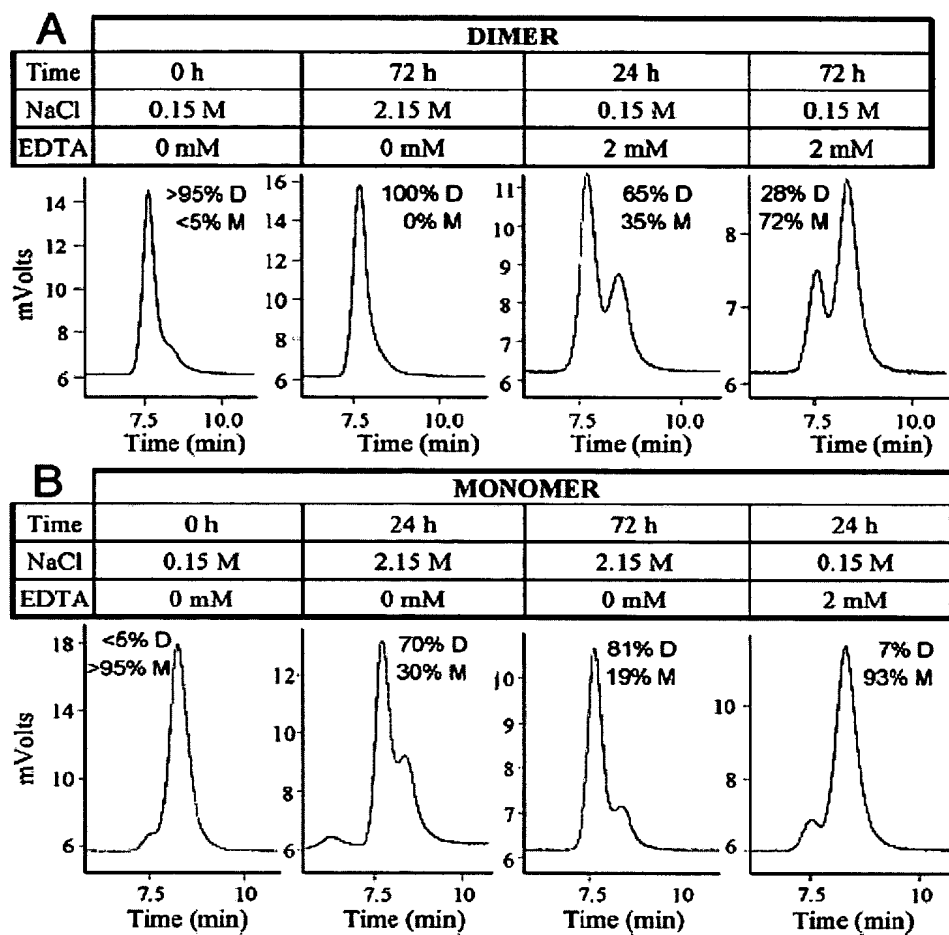 A
DIMER
Time 0 h 72 h 24 h 72 h
NaCl 0.15 M 2.15 M 0.15 M 0.15 M
EDTA 0 mM 0 mM 2 mM 2 mM
>95% D 100% D 65% D 28% D
<5% M 0% M 35% M 72% M
mVolts
14 12 10 8 6
16 14 12 10 8 6
11 10 9 8 7 6
8 7 6
7.5 10.0 7.5 10.0 7.5 10.0 7.5 10.0
Time (min) Time (min) Time (min) Time (min)
B
MONOMER
Time 0 h 24 h 72 h 24 h
NaCl 0.15 M 2.15 M 2.15 M 0.15 M
EDTA 0 mM 0 mM 0 mM 2 mM
<5% D 70% D 81% D 7% D
>95% M 30% M 19% M 93% M
mVolts
18 14 10 6
12 10 8 6
10 9 8 7 6
10 8 6
7.5 10 7.5 10 7.5 10 7.5 10
Time (min) Time (min) Time (min) Time (min)